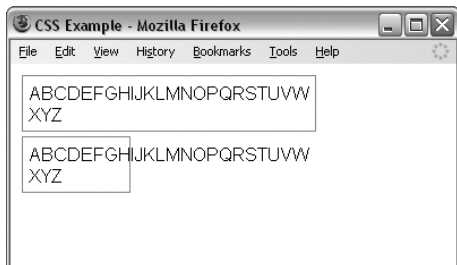 CSS Example - Mozilla Firefox
File Edit View History Bookmarks Tools Help
ABCDEFGHIJKLMNOPQRSTUVW
XYZ
ABCDEFGHIJKLMNOPQRSTUVW
XYZ